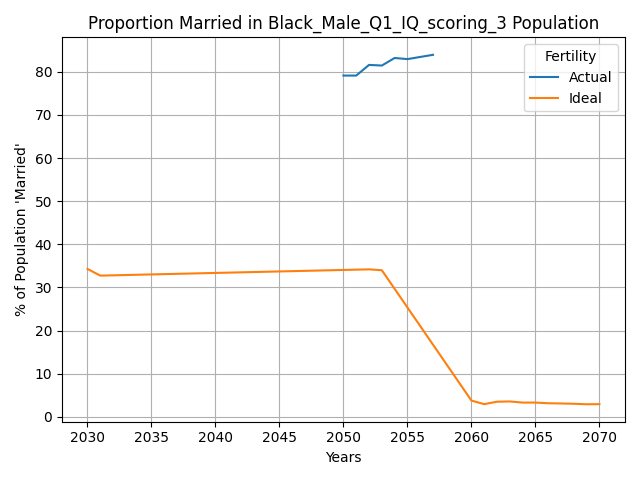 Proportion Married in Black_Male_Q1_IQ_scoring_3 Population
Fertility
Actual
Ideal
% of Population 'Married'
80
70
60
50
40
30
20
10
0
2030 2035 2040 2045 2050 2055 2060 2065 2070
Years